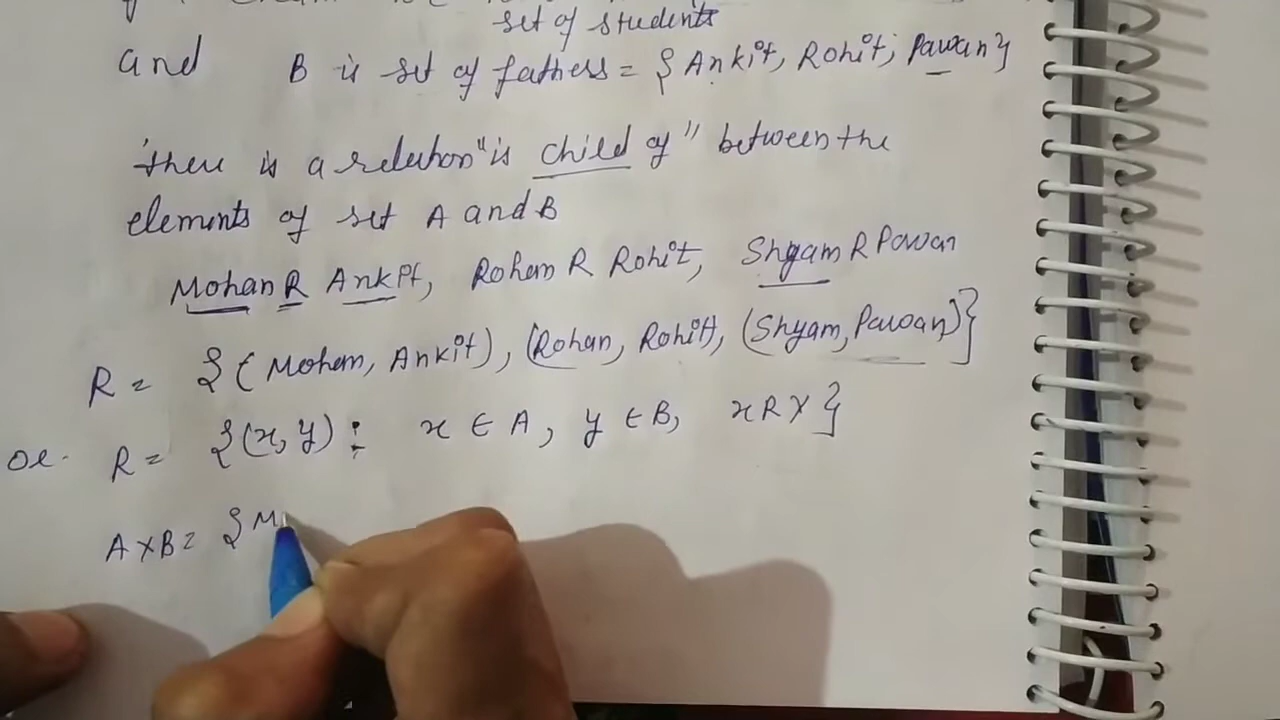 set of students
and B is set of fathers = {Ankit, Rohit, Pawan}
there is a relation "is child of" between the
elements of set A and B
Mohan R Ankit, Rohan R Rohit, Shyam R Pawan
R = {(Mohan, Ankit), (Rohan, Rohit), (Shyam, Pawan)}
or R = {(x, y) : x ∈ A, y ∈ B, x R y}
A×B = {M